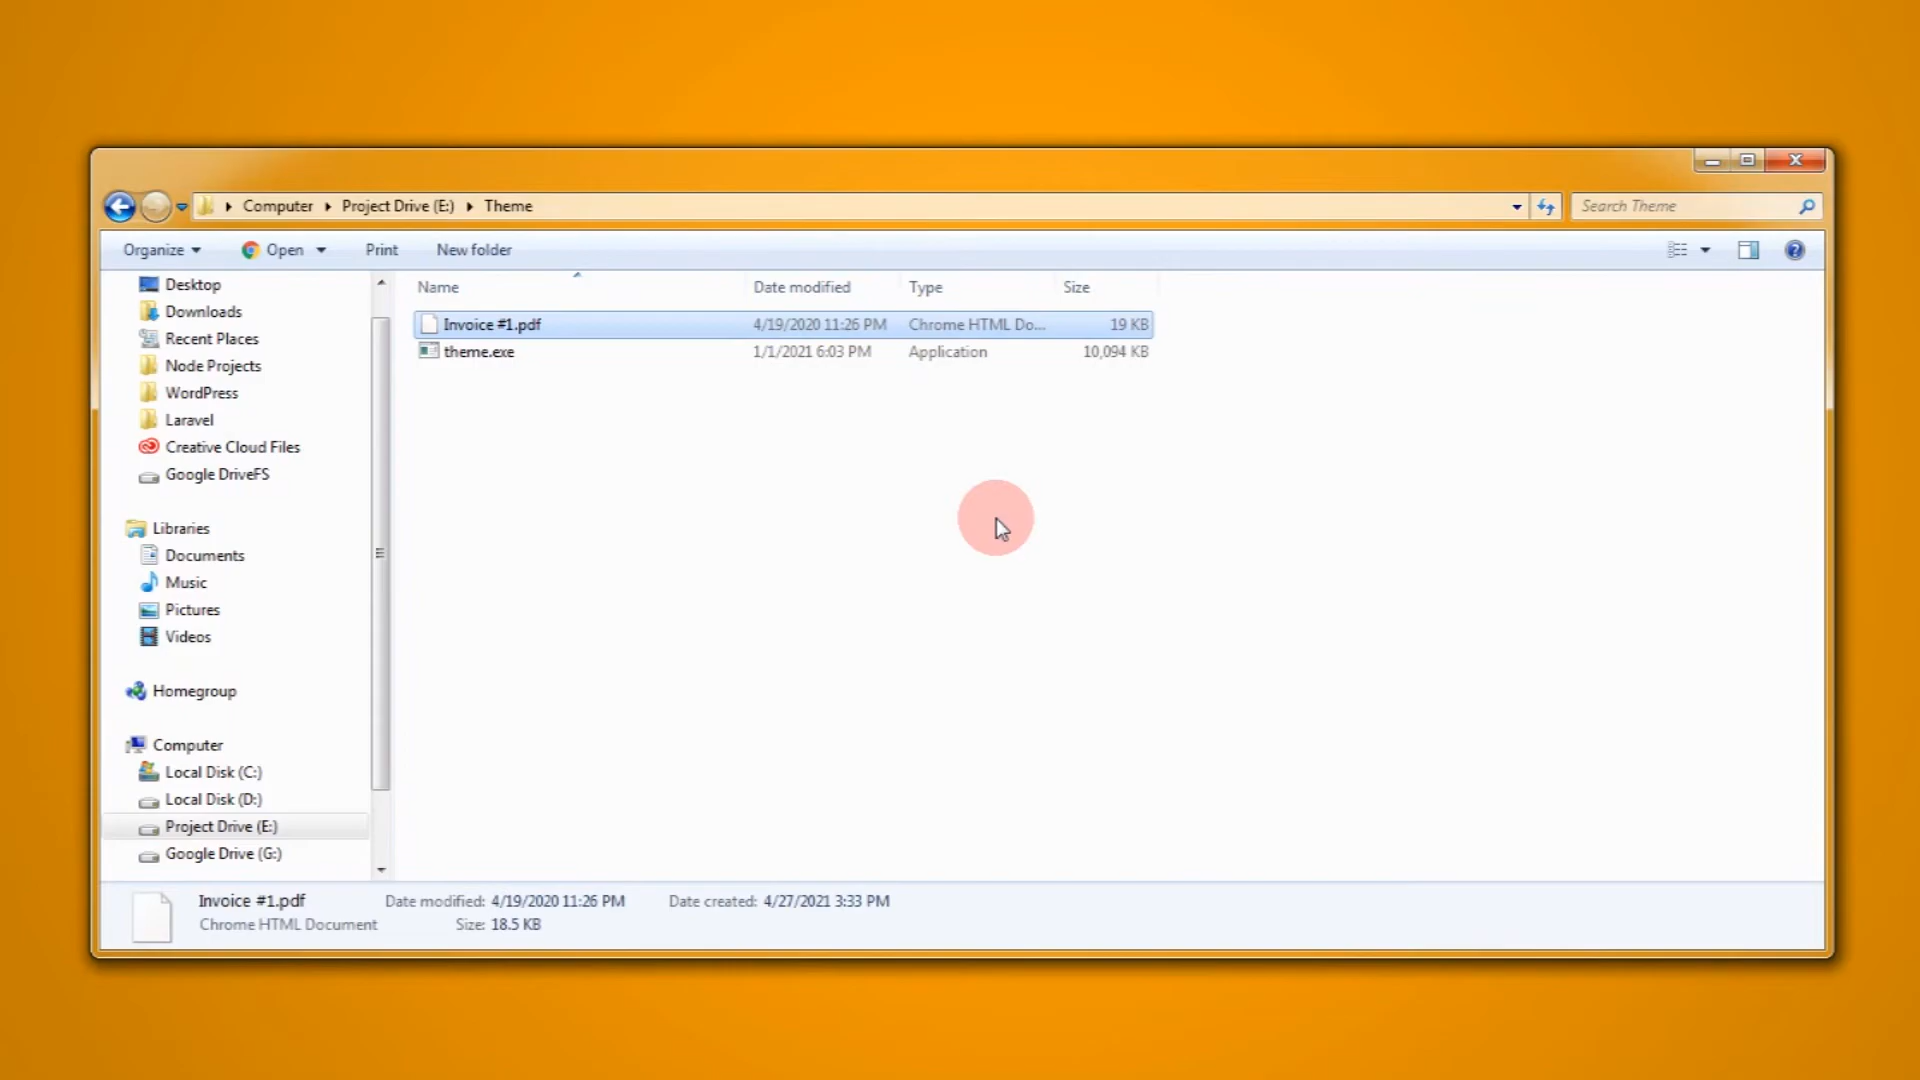 Computer Project Drive (E:) Theme
Search Theme
Organize Open Print New folder
Desktop
Downloads
Recent Places
Node Projects
WordPress
Laravel
Creative Cloud Files
Google DriveFS
Libraries
Documents
Music
Pictures
Videos
Homegroup
Computer
Local Disk (C:)
Local Disk (D:)
Project Drive (E:)
Google Drive (G:)
Name Date modified Type Size
Invoice #1.pdf 4/19/2020 11:26 PM Chrome HTML Do... 19 KB
theme.exe 1/1/2021 6:03 PM Application 10,094 KB
Invoice #1.pdf Date modified: 4/19/2020 11:26 PM Date created: 4/27/2021 3:33 PM
Chrome HTML Document Size: 18.5 KB